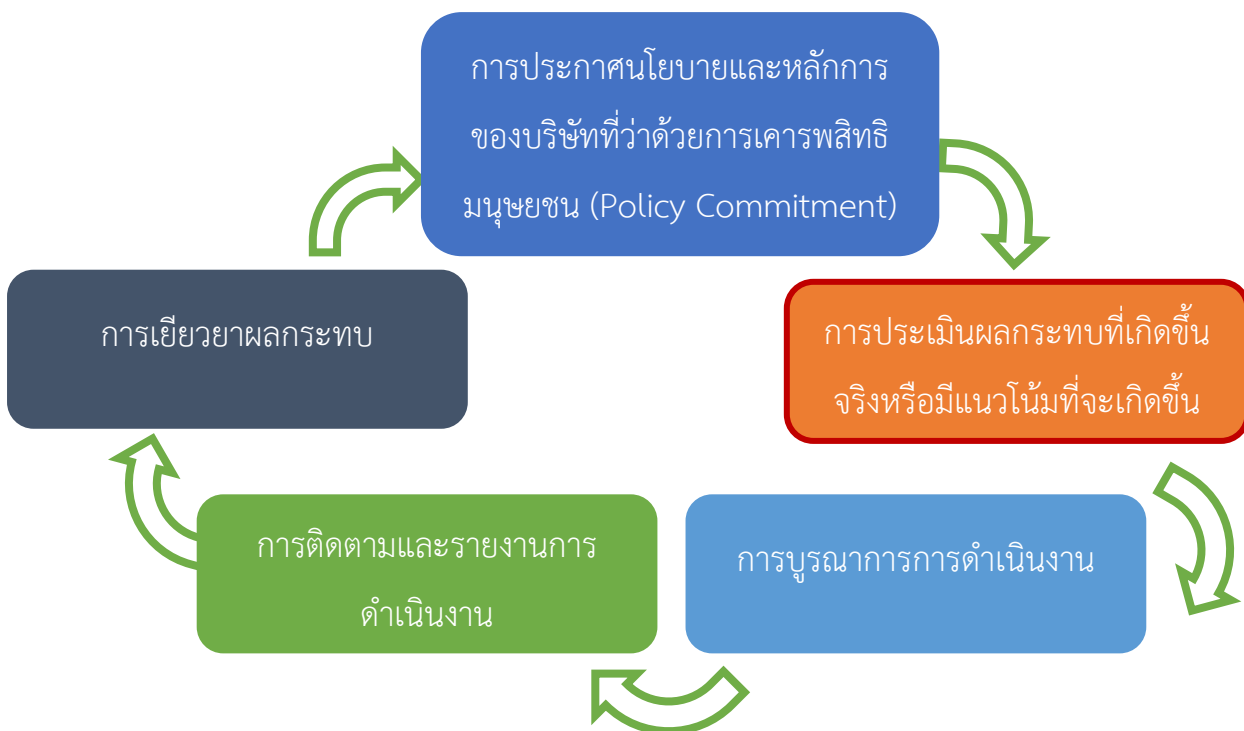 การประกาศนโยบายและหลักการ
ของบริษัทที่ว่าด้วยการเคารพสิทธิ
มนุษยชน (Policy Commitment)
การประเมินผลกระทบที่เกิดขึ้น
จริงหรือมีแนวโน้มที่จะเกิดขึ้น
การบูรณาการการดำเนินงาน
การติดตามและรายงานการ
ดำเนินงาน
การเยียวยาผลกระทบ